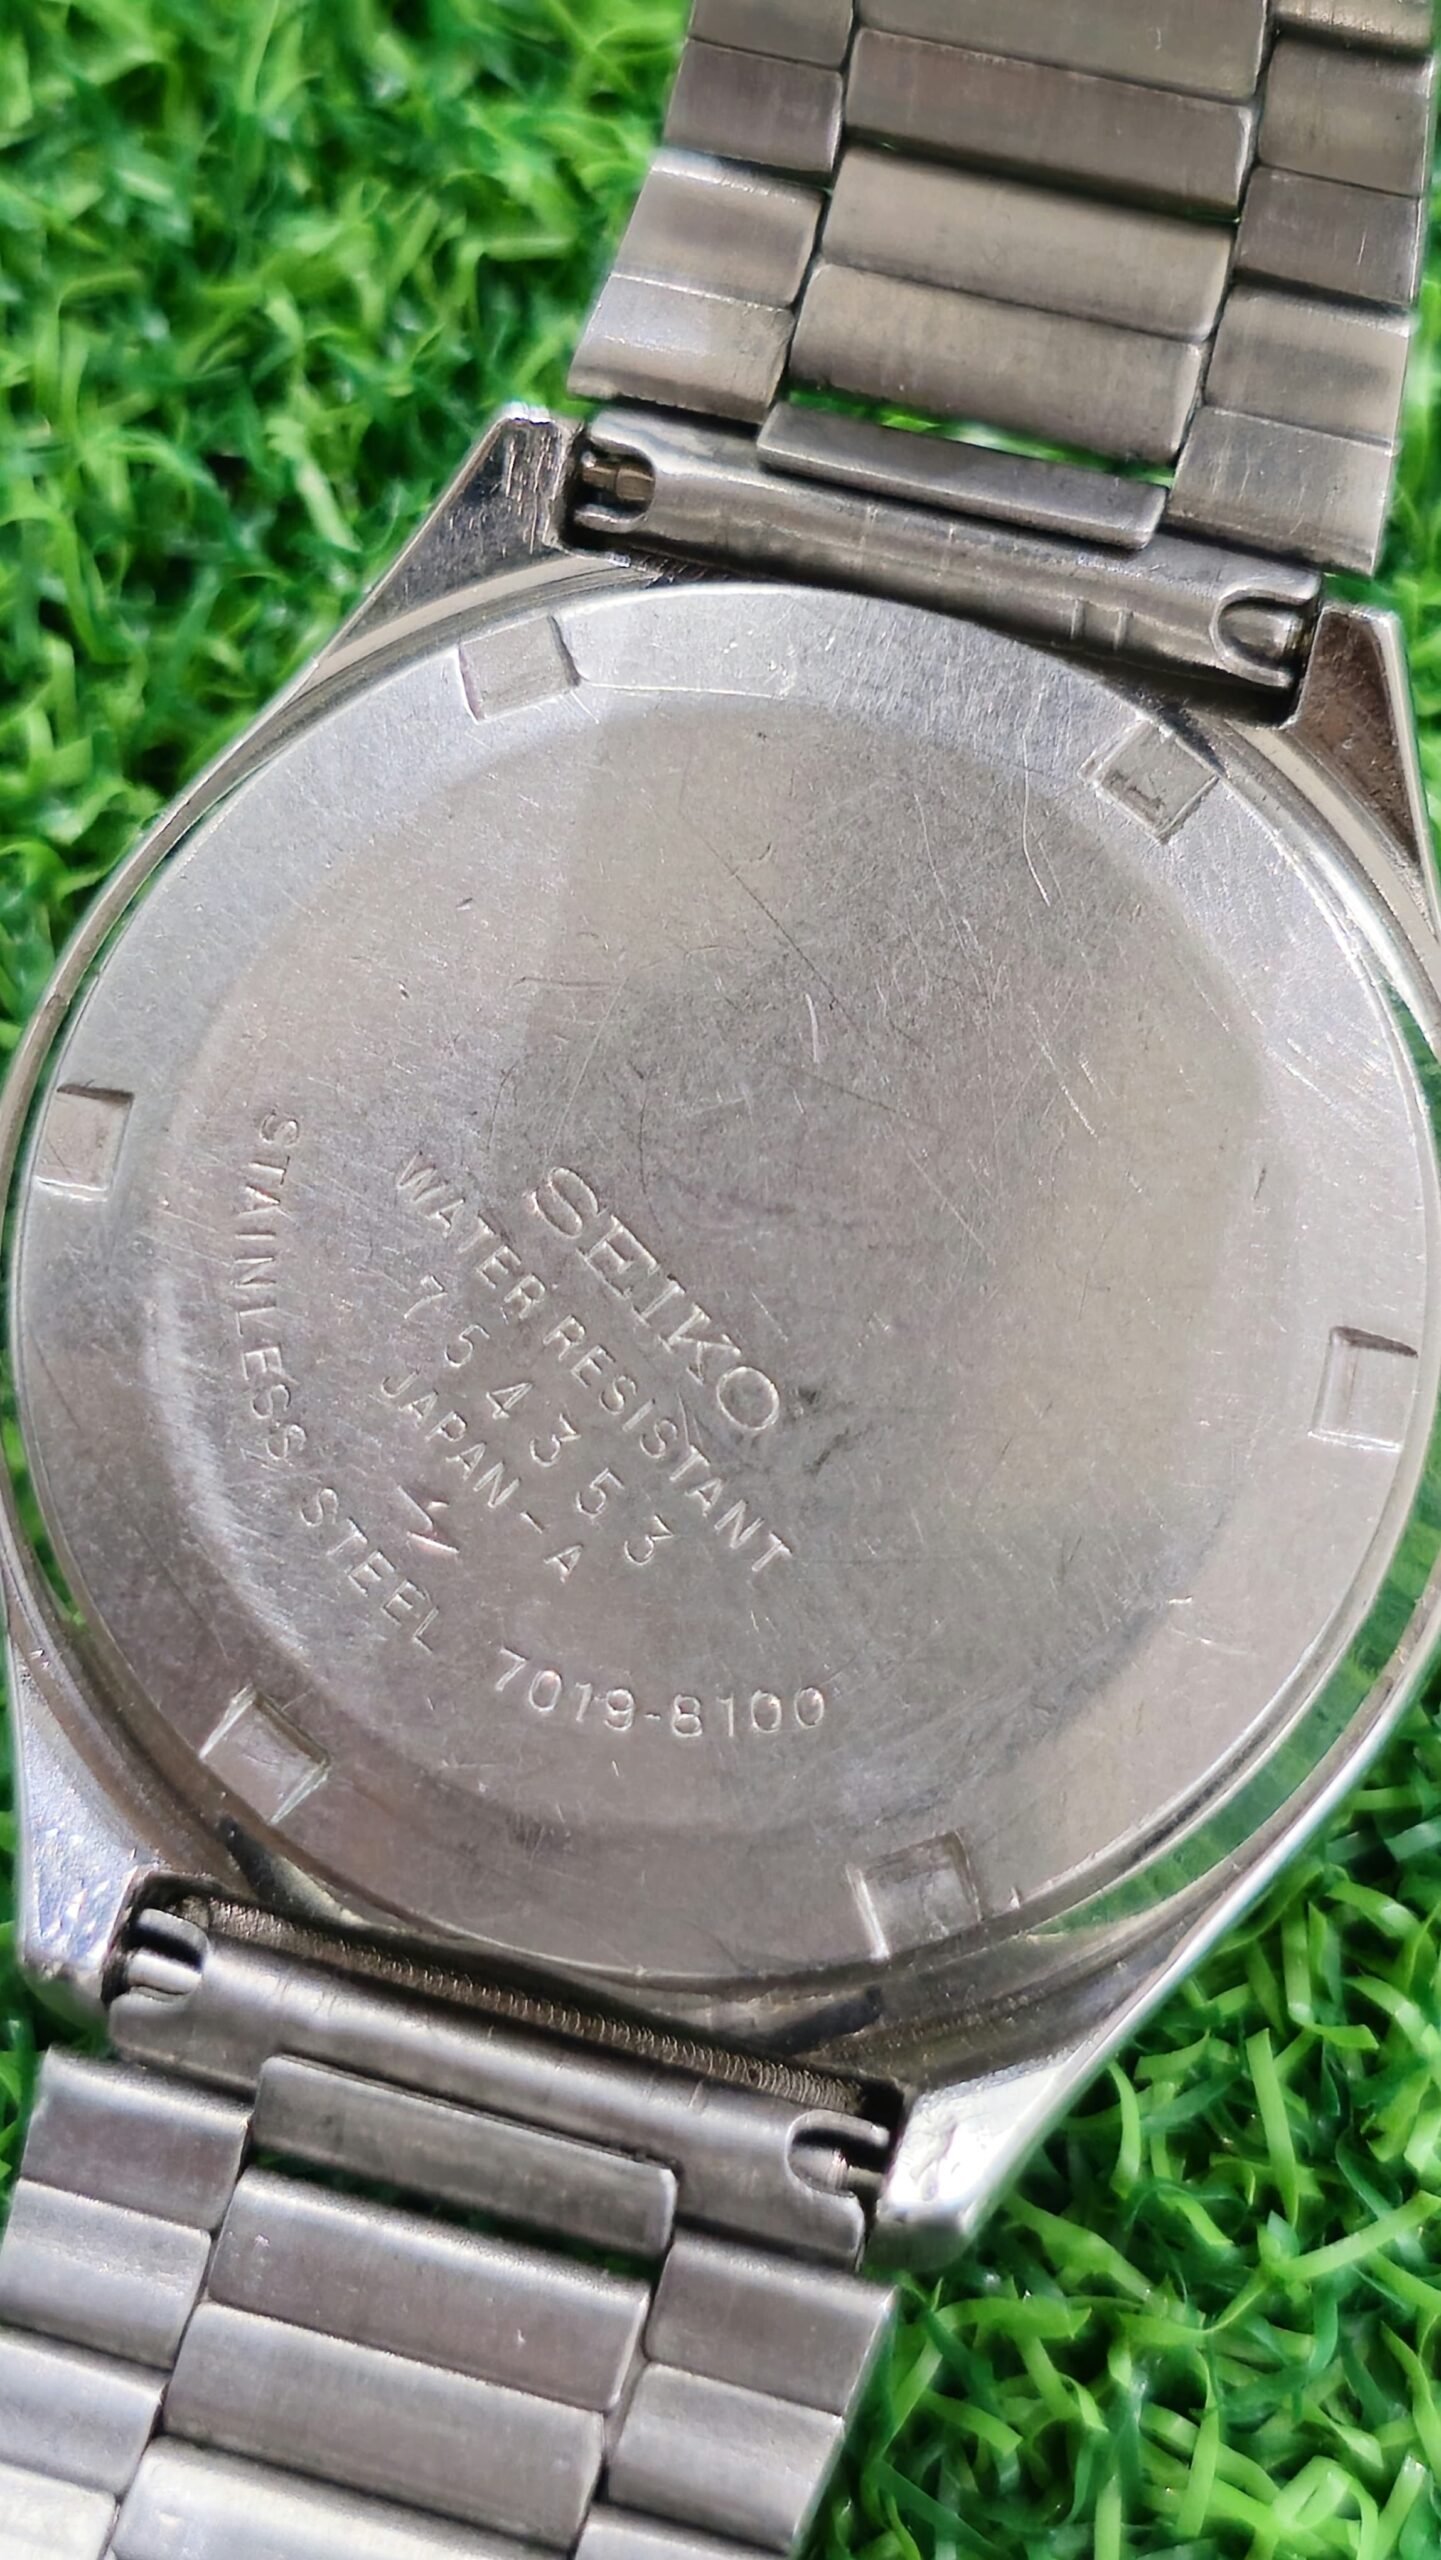 SEIKO
WATER RESISTANT
754353
JAPAN-A
STAINLESS STEEL 7019-8100